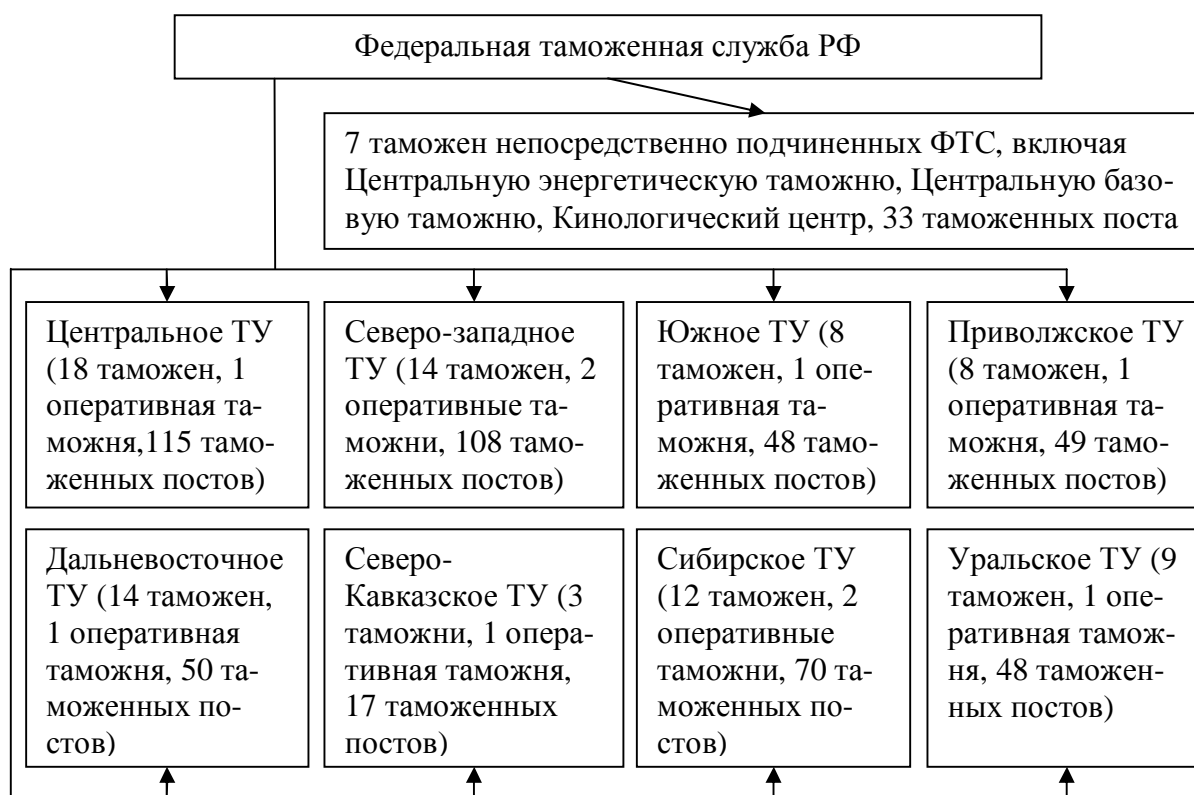 Федеральная таможенная служба РФ
7 таможен непосредственно подчиненных ФТС, включая
Центральную энергетическую таможню, Центральную базо-
вую таможню, Кинологический центр, 33 таможенных поста
Центральное ТУ
(18 таможен, 1
оперативная та-
можня,115 тамо-
женных постов)
Северо-западное
ТУ (14 таможен, 2
оперативные та-
можни, 108 тамо-
женных постов)
Южное ТУ (8
таможен, 1 опе-
ративная та-
можня, 48 тамо-
женных постов)
Приволжское ТУ
(8 таможен, 1
оперативная та-
можня, 49 тамо-
женных постов)
Дальневосточное
ТУ (14 таможен,
1 оперативная
таможня, 50 та-
моженных по-
стов)
Северо-
Кавказское ТУ (3
таможни, 1 опера-
тивная таможня,
17 таможенных
постов)
Сибирское ТУ
(12 таможен, 2
оперативные
таможни, 70 та-
моженных по-
стов)
Уральское ТУ (9
таможен, 1 опе-
ративная тамож-
ня, 48 таможен-
ных постов)